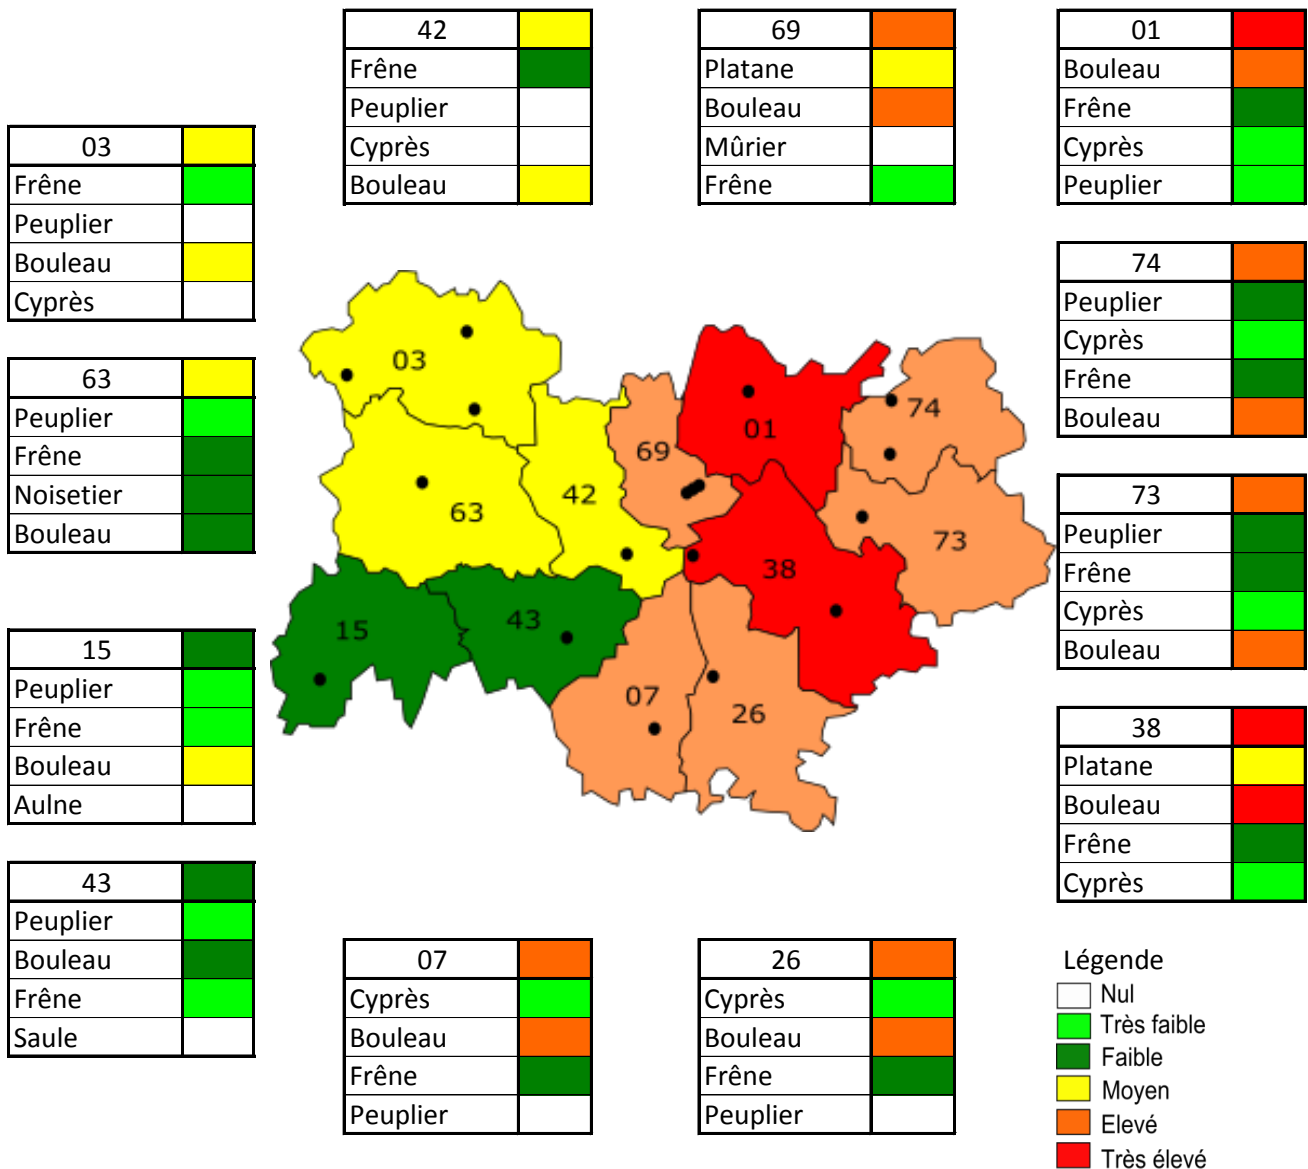 42
Frêne
Peuplier
Cyprès
Bouleau
69
Platane
Bouleau
Mûrier
Frêne
01
Bouleau
Frêne
Cyprès
Peuplier
03
Frêne
Peuplier
Bouleau
Cyprès
63
Peuplier
Frêne
Noisetier
Bouleau
15
Peuplier
Frêne
Bouleau
Aulne
43
Peuplier
Bouleau
Frêne
Saule
03
63
42
69
01
74
73
38
15
43
07
26
74
Peuplier
Cyprès
Frêne
Bouleau
73
Peuplier
Frêne
Cyprès
Bouleau
38
Platane
Bouleau
Frêne
Cyprès
07
Cyprès
Bouleau
Frêne
Peuplier
26
Cyprès
Bouleau
Frêne
Peuplier
Légende
Nul
Très faible
Faible
Moyen
Elevé
Très élevé